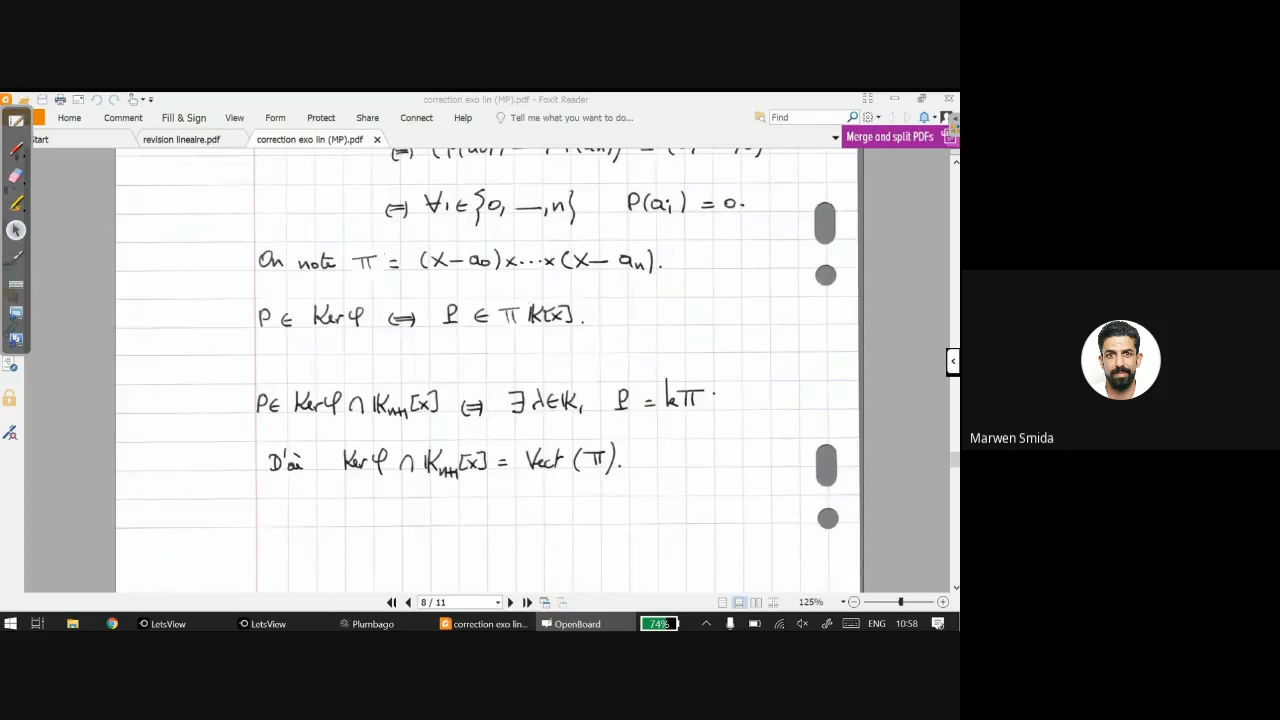 correction exo lin (MP).pdf - Foxit Reader
Home Comment Fill & Sign View Form Protect Share Connect Help Tell me what you want to do... Find
Start revision lineaire.pdf correction exo lin (MP).pdf Merge and split PDFs
⟺ ∀i ∈ {0, —, n} P(ai) = 0.
On note π = (X - a0)x...x(X - an).
P ∈ Ker φ ⟺ P ∈ π K[X].
P ∈ Ker φ ∩ Kn+1[X] ⟺ ∃ λ ∈ K, P = kπ.
D'où Ker φ ∩ Kn+1[X] = Vect (π).
Marwen Smida
8 / 11 125%
LetsView LetsView Plumbago correction exo lin... OpenBoard 74% ENG 10:58